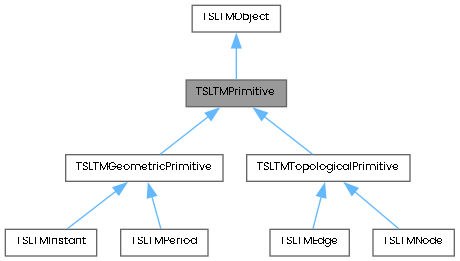 TSLTMObject
TSLTMPrimitive
TSLTMGeometricPrimitive
TSLTMTopologicalPrimitive
TSLTMInstant
TSLTMPeriod
TSLTMEdge
TSLTMNode